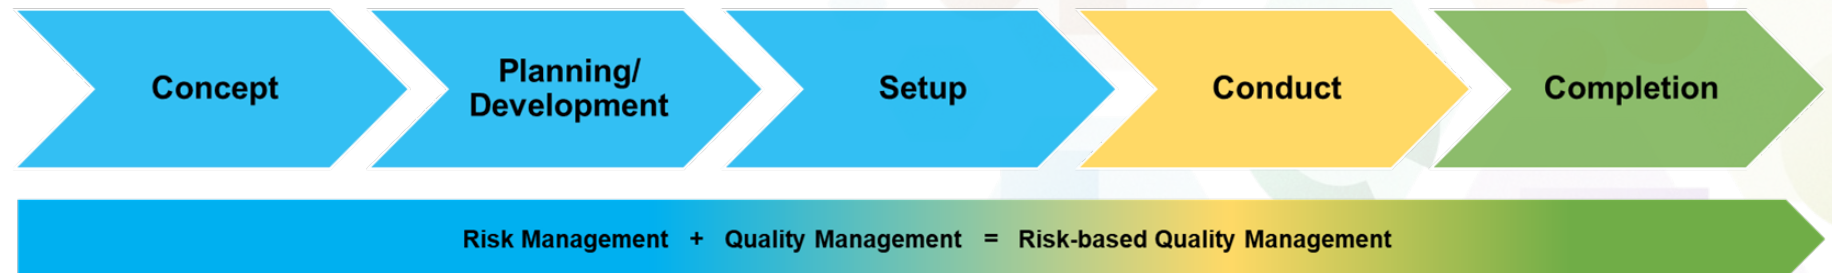 Concept
Planning/
Development
Setup
Conduct
Completion
Risk Management + Quality Management = Risk-based Quality Management